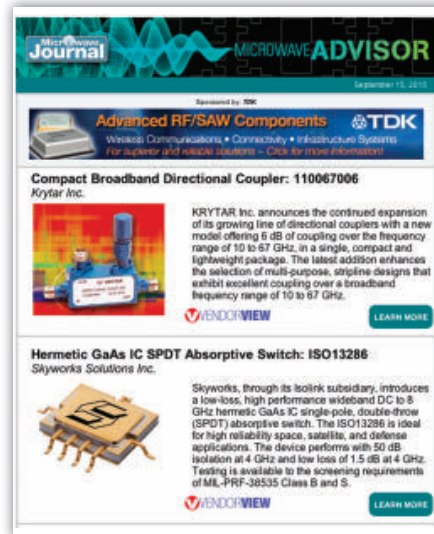 Microwave
Journal
MICROWAVE ADVISOR
September 15, 2015
Sponsored by TDK
Advanced RF/SAW Components
TDK
Wireless Communications • Connectivity • Infrastructure Systems
For superior and reliable solutions – Click for more information!
Compact Broadband Directional Coupler: 110067006
Krytar Inc.
KRYTAR Inc. announces the continued expansion
of its growing line of directional couplers with a new
model offering 6 dB of coupling over the frequency
range of 10 to 67 GHz, in a single, compact and
lightweight package. The latest addition enhances
the selection of multi-purpose, stripline designs that
exhibit excellent coupling over a broadband
frequency range of 10 to 67 GHz.
VENDORVIEW
LEARN MORE
Hermetic GaAs IC SPDT Absorptive Switch: ISO13286
Skyworks Solutions Inc.
Skyworks, through its Isolink subsidiary, introduces
a low-loss, high performance wideband DC to 8
GHz hermetic GaAs IC single-pole, double-throw
(SPDT) absorptive switch. The ISO13286 is ideal
for high reliability space, satellite, and defense
applications. The device performs with 50 dB
isolation at 4 GHz and low loss of 1.5 dB at 4 GHz.
Testing is available to the screening requirements
of MIL-PRF-38535 Class B and S.
VENDORVIEW
LEARN MORE